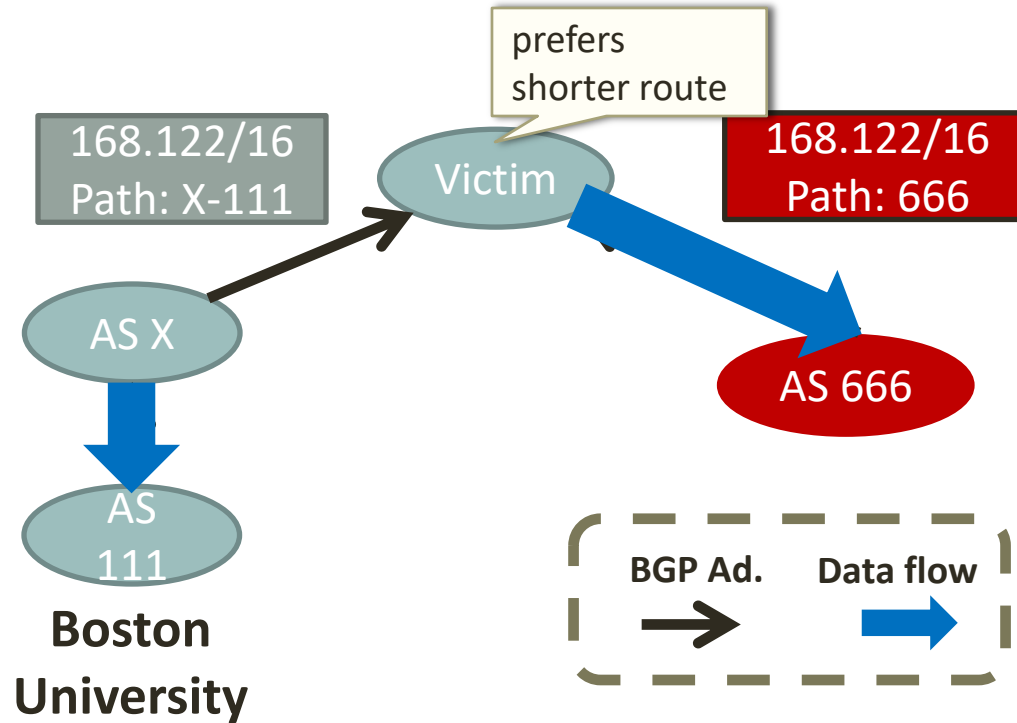 prefers
shorter route
168.122/16
Path: X-111
Victim
168.122/16
Path: 666
AS X
AS 666
AS
111
Boston
University
BGP Ad.
Data flow